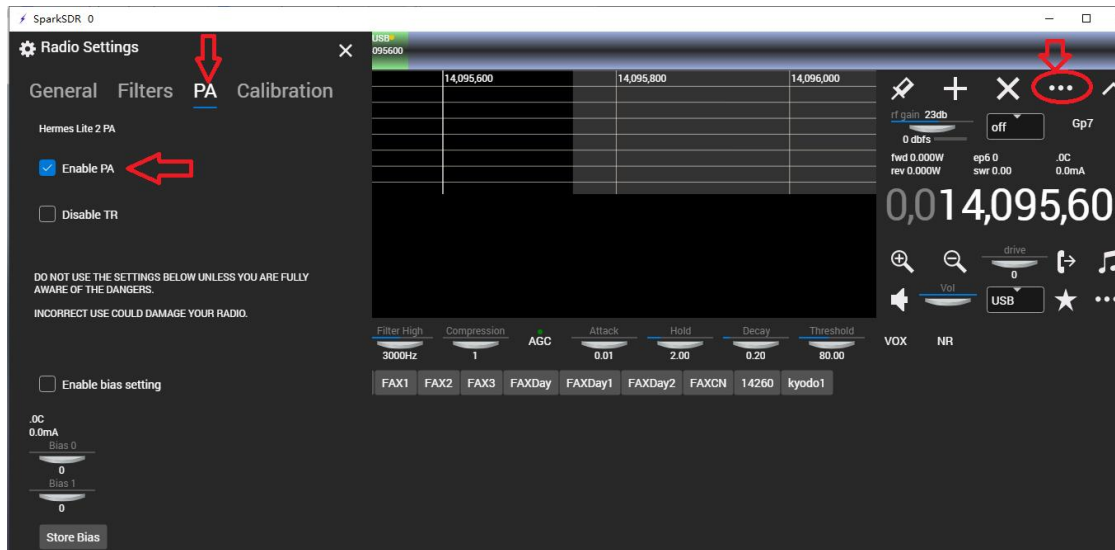 SparkSDR 0
Radio Settings
General Filters PA Calibration
Hermes Lite 2 PA
Enable PA
Disable TR
DO NOT USE THE SETTINGS BELOW UNLESS YOU ARE FULLY
AWARE OF THE DANGERS.
INCORRECT USE COULD DAMAGE YOUR RADIO.
Enable bias setting
.0C
0.0mA
Bias 0
0
Bias 1
0
Store Bias
USB
095600
14,095,600 14,095,800 14,096,000
rf gain 23db
0 dbfs
off
Gp7
fwd 0.000W ep6 0 .0C
rev 0.000W swr 0.00 0.0mA
0,014,095,60
drive
0
Vol
USB
Filter High Compression AGC Attack Hold Decay Threshold
3000Hz 1 0.01 2.00 0.20 80.00
VOX NR
FAX1 FAX2 FAX3 FAXDay FAXDay1 FAXDay2 FAXCN 14260 kyodo1